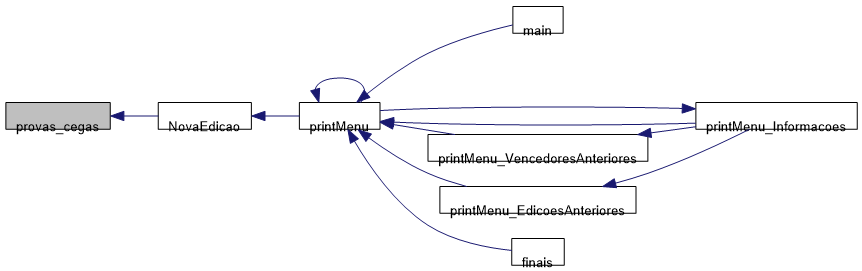 main
provas_cegas
NovaEdicao
printMenu
printMenu_Informacoes
printMenu_VencedoresAnteriores
printMenu_EdicoesAnteriores
finais